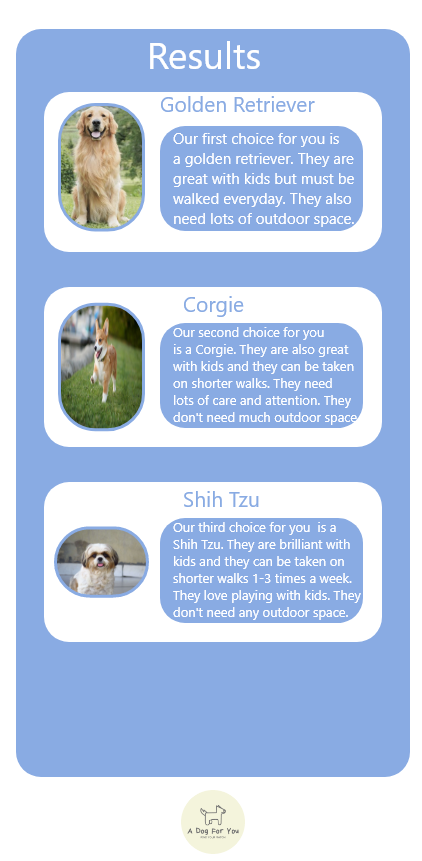 Results
Golden Retriever
Our first choice for you is
a golden retriever. They are
great with kids but must be
walked everyday. They also
need lots of outdoor space.
Corgie
Our second choice for you
is a Corgie. They are also great
with kids and they can be taken
on shorter walks. They need
lots of care and attention. They
don't need much outdoor space
Shih Tzu
Our third choice for you is a
Shih Tzu. They are brilliant with
kids and they can be taken on
shorter walks 1-3 times a week.
They love playing with kids. They
don't need any outdoor space.
A Dog For You